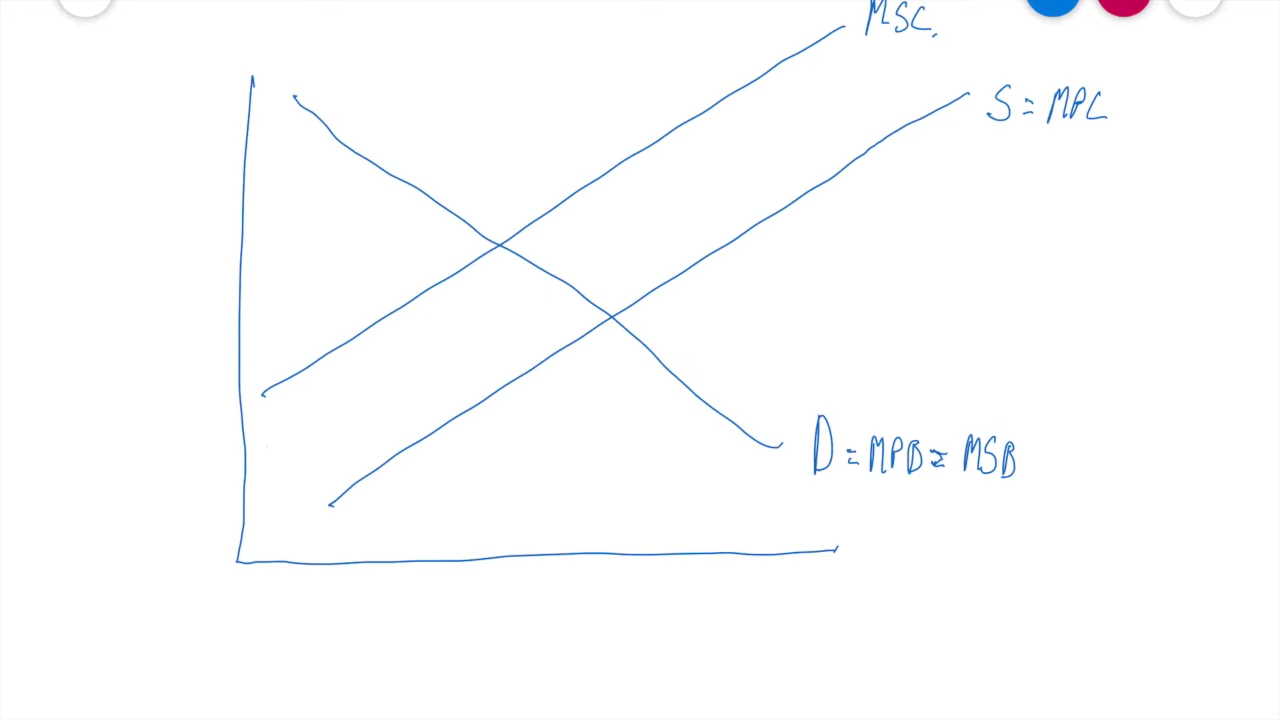 MSC.
S = MPC
D = MPB = MSB